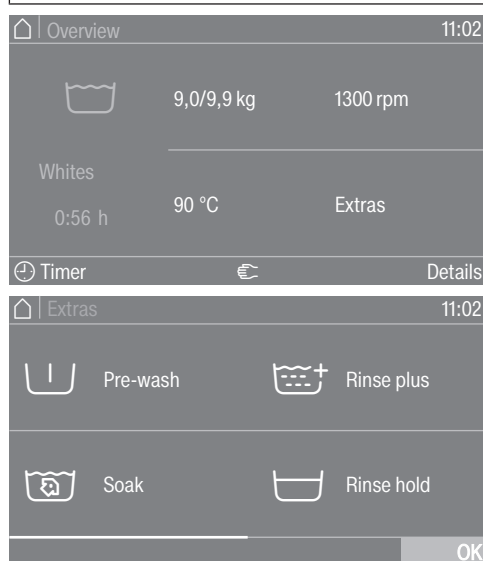 Overview 11:02
9,0/9,9 kg 1300 rpm
Whites
90 °C Extras
0:56 h
Timer Details
Extras 11:02
Pre-wash Rinse plus
Soak Rinse hold
OK